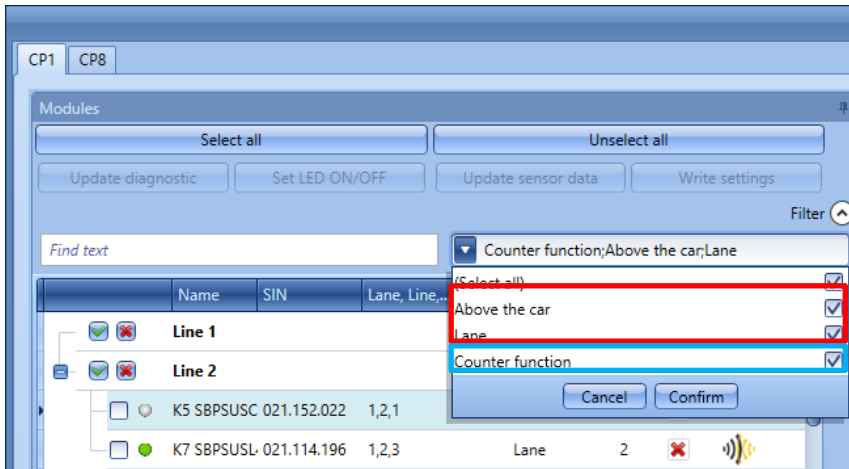 CP1 CP8
Modules
Select all Unselect all
Update diagnostic Set LED ON/OFF Update sensor data Write settings
Filter
Find text Counter function;Above the car;Lane
(Select all)
Name SIN Lane, Line,...
Above the car
Line 1 Lane
Line 2 Counter function
Cancel Confirm
K5 SBPSUSC 021.152.022 1,2,1
K7 SBPSUSL- 021.114.196 1,2,3 Lane 2